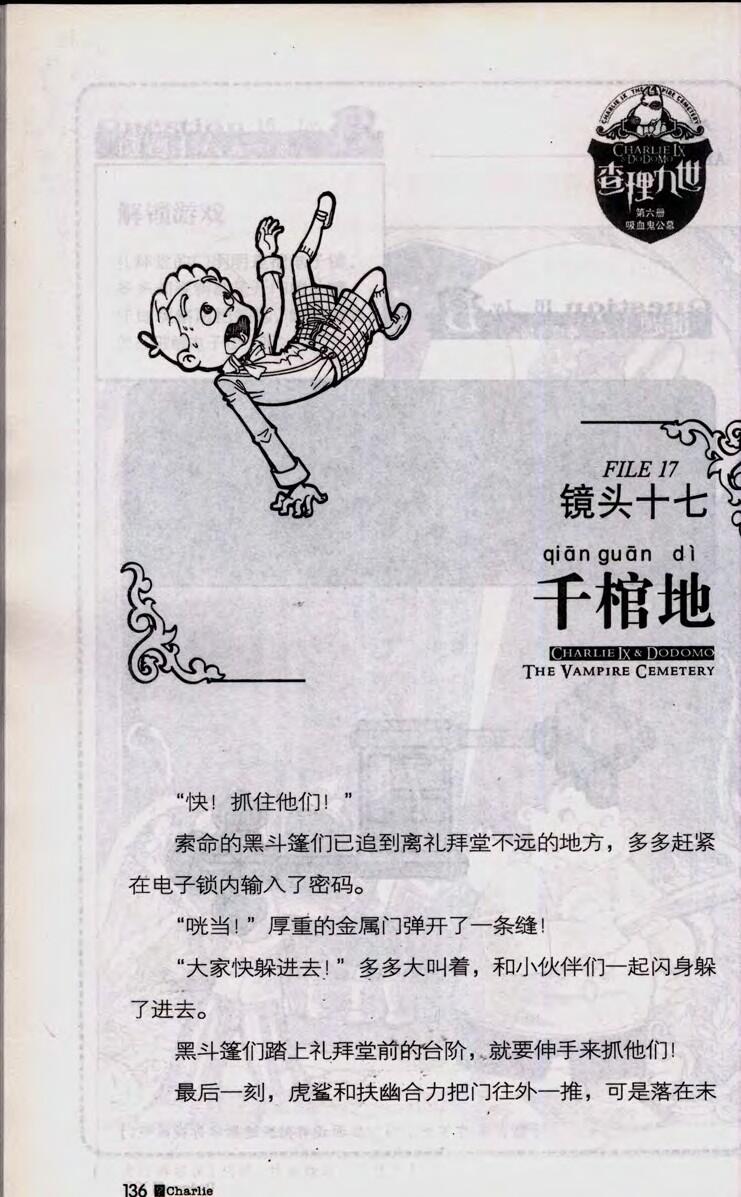 CHARLIE IX THE VAMPIRE CEMETERY
CHARLIE IX
& DODOMO
查理九世
第六册
吸血鬼公墓
FILE 17
镜头十七
qiān guān dì
千棺地
CHARLIE IX & DODOMO
THE VAMPIRE CEMETERY
“快！抓住他们！”
索命的黑斗篷们已追到离礼拜堂不远的地方，多多赶紧
在电子锁内输入了密码。
“咣当！”厚重的金属门弹开了一条缝！
“大家快躲进去！”多多大叫着，和小伙伴们一起闪身躲
了进去。
黑斗篷们踏上礼拜堂前的台阶，就要伸手来抓他们！
最后一刻，虎鲨和扶幽合力把门往外一推，可是落在末
136 Charlie